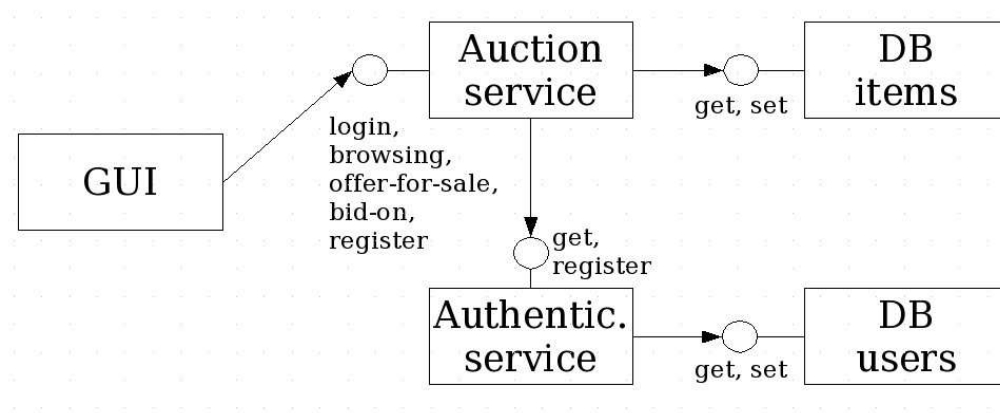 Auction
service
DB
items
get, set
GUI
login,
browsing,
offer-for-sale,
bid-on,
register
get,
register
Authentic.
service
DB
users
get, set